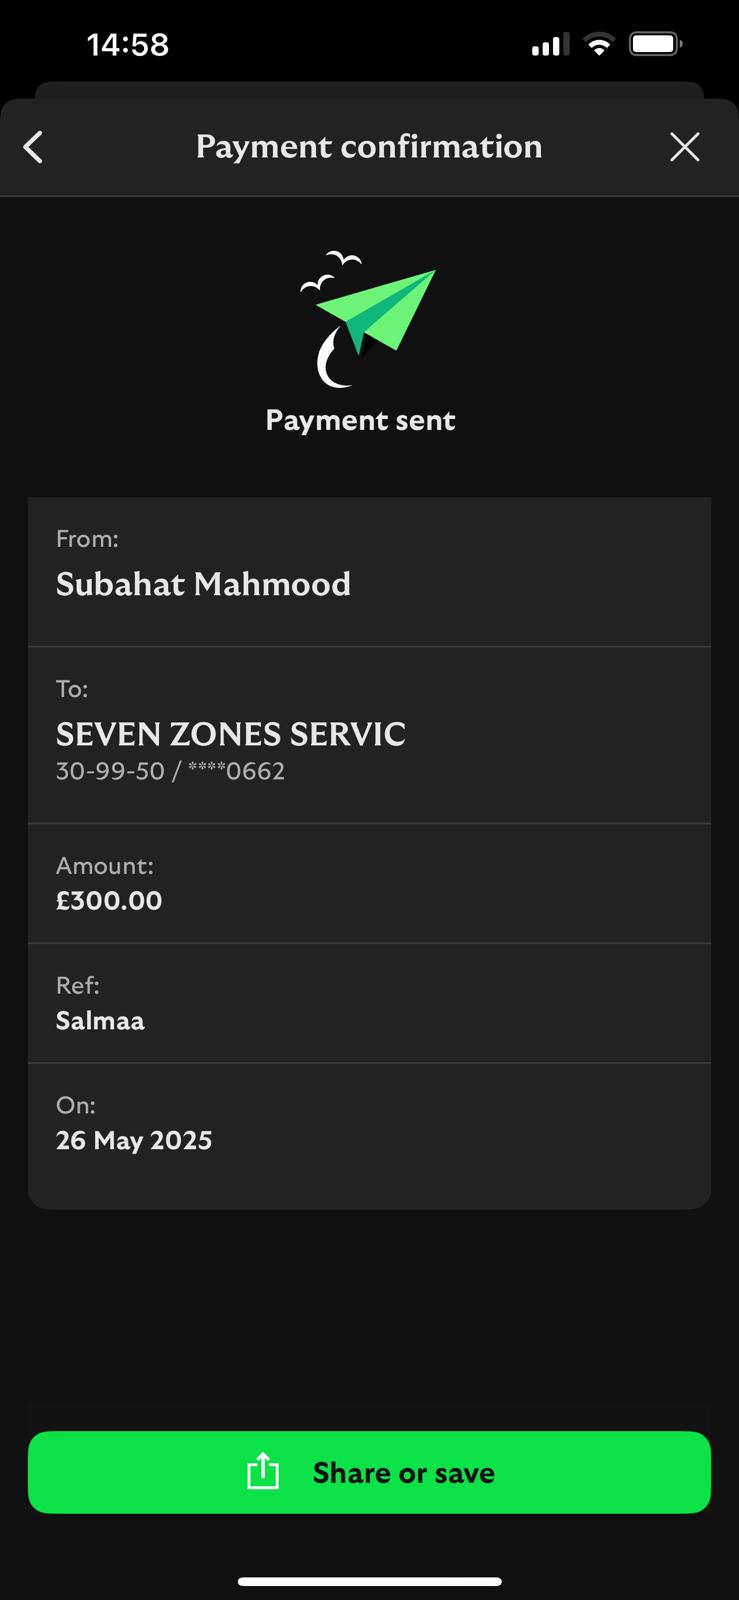 14:58
Payment confirmation
Payment sent
From:
Subahat Mahmood
To:
SEVEN ZONES SERVIC
30-99-50 / ****0662
Amount:
£300.00
Ref:
Salmaa
On:
26 May 2025
Share or save